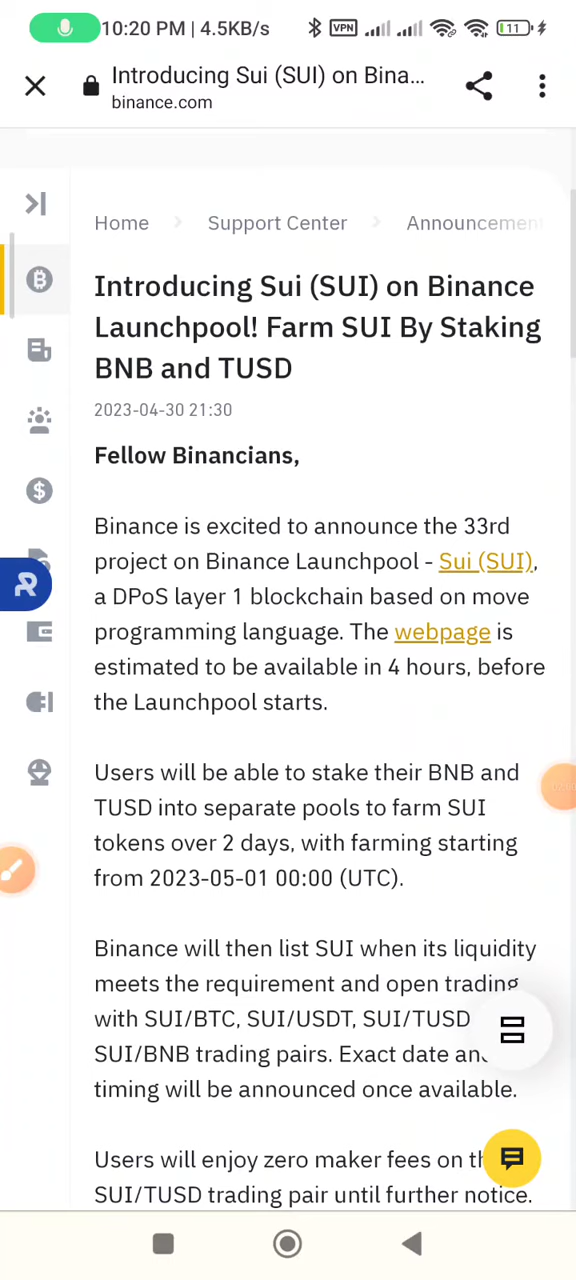 10:20 PM | 4.5KB/s VPN 11
Introducing Sui (SUI) on Bina...
binance.com
Home Support Center Announcement
Introducing Sui (SUI) on Binance
Launchpool! Farm SUI By Staking
BNB and TUSD
2023-04-30 21:30
Fellow Binancians,
Binance is excited to announce the 33rd
project on Binance Launchpool - Sui (SUI),
a DPoS layer 1 blockchain based on move
programming language. The webpage is
estimated to be available in 4 hours, before
the Launchpool starts.
Users will be able to stake their BNB and
TUSD into separate pools to farm SUI
tokens over 2 days, with farming starting
from 2023-05-01 00:00 (UTC).
Binance will then list SUI when its liquidity
meets the requirement and open trading
with SUI/BTC, SUI/USDT, SUI/TUSD
SUI/BNB trading pairs. Exact date and
timing will be announced once available.
Users will enjoy zero maker fees on
SUI/TUSD trading pair until further notice.